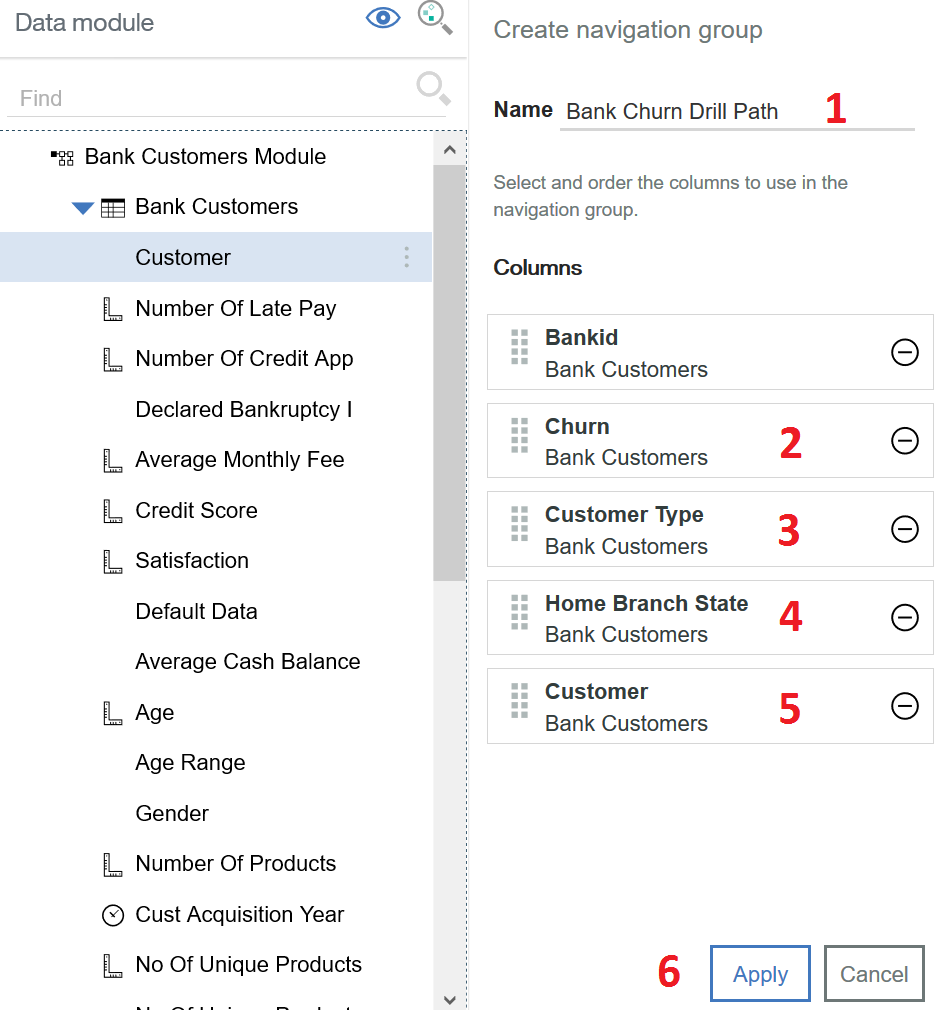 Data module
Find
Bank Customers Module
Bank Customers
Customer
Number Of Late Pay
Number Of Credit App
Declared Bankruptcy I
Average Monthly Fee
Credit Score
Satisfaction
Default Data
Average Cash Balance
Age
Age Range
Gender
Number Of Products
Cust Acquisition Year
No Of Unique Products
Create navigation group
Name Bank Churn Drill Path 1
Select and order the columns to use in the
navigation group.
Columns
Bankid
Bank Customers
Churn
Bank Customers
2
Customer Type
Bank Customers
3
Home Branch State
Bank Customers
4
Customer
Bank Customers
5
6 Apply Cancel